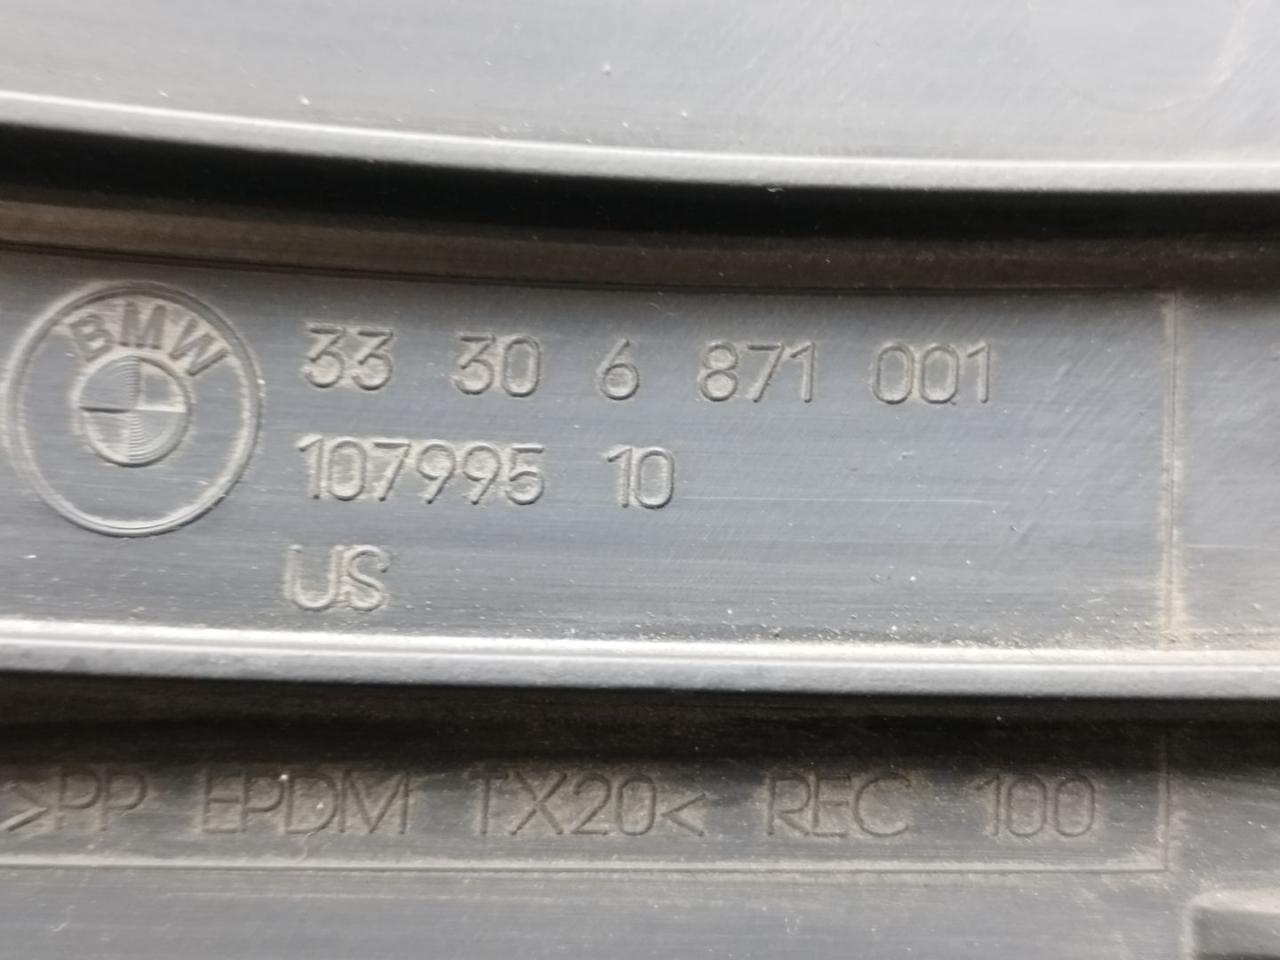 BMW
33 30 6 871 001
107995 10
US
>PP EPDM TX20< REC 100